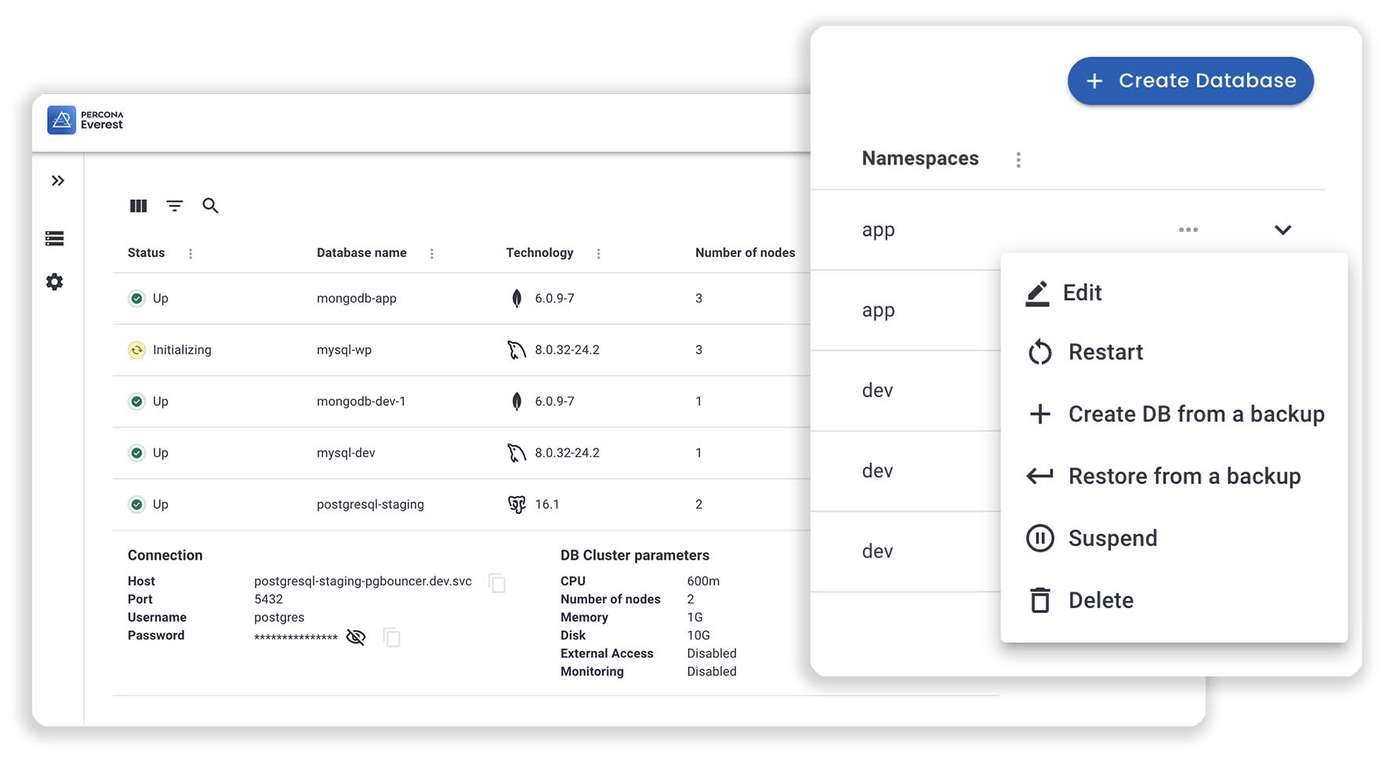 PERCONA
Everest
Status Database name Technology Number of nodes
Up mongodb-app 6.0.9-7 3
Initializing mysql-wp 8.0.32-24.2 3
Up mongodb-dev-1 6.0.9-7 1
Up mysql-dev 8.0.32-24.2 1
Up postgresql-staging 16.1 2
Connection
Host postgresql-staging-pgbouncer.dev.svc
Port 5432
Username postgres
Password ***************
DB Cluster parameters
CPU 600m
Number of nodes 2
Memory 1G
Disk 10G
External Access Disabled
Monitoring Disabled
+ Create Database
Namespaces
app
app
dev
dev
dev
Edit
Restart
Create DB from a backup
Restore from a backup
Suspend
Delete